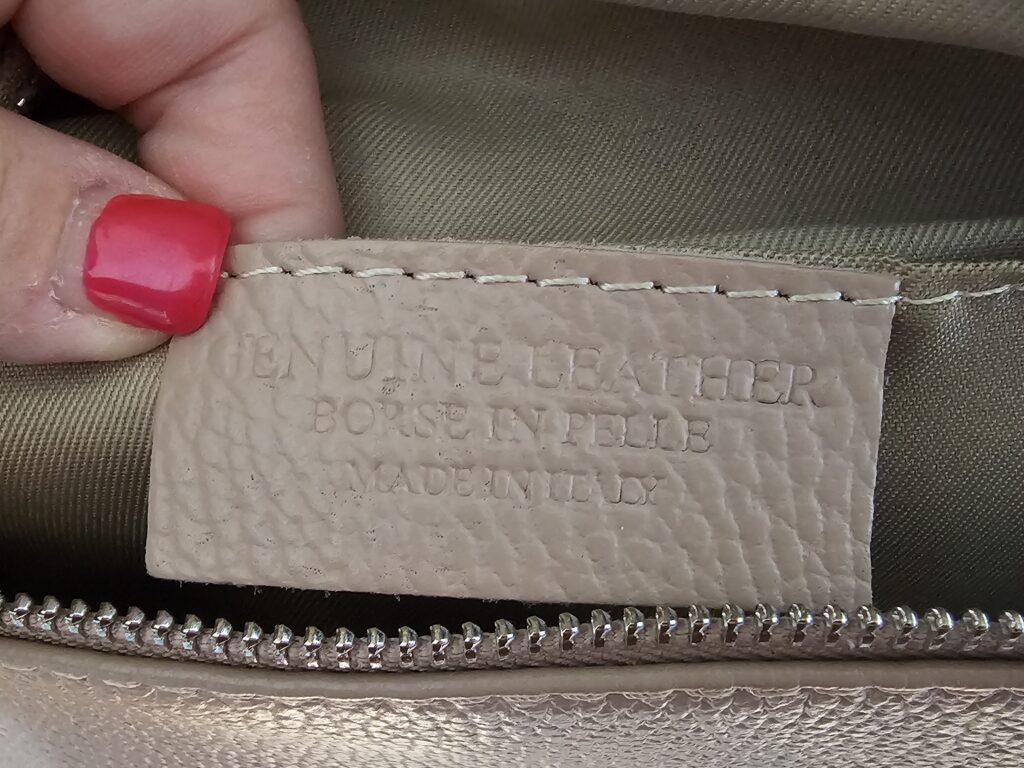 GENUINE LEATHER
BORSE IN PELLE
MADE IN ITALY